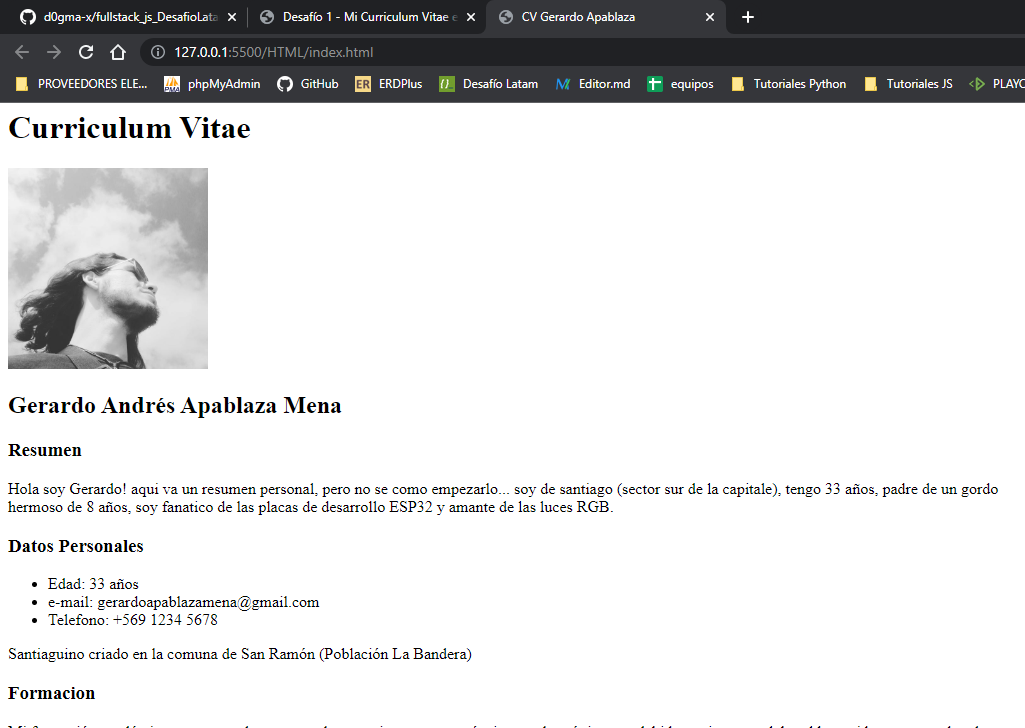 d0gma-x/fullstack_js_DesafioLata
Desafío 1 - Mi Curriculum Vitae e
CV Gerardo Apablaza
127.0.0.1:5500/HTML/index.html
PROVEEDORES ELE...
phpMyAdmin
GitHub
ER ERDPlus
Desafío Latam
Editor.md
equipos
Tutoriales Python
Tutoriales JS
Curriculum Vitae
Gerardo Andrés Apablaza Mena
Resumen
Hola soy Gerardo! aqui va un resumen personal, pero no se como empezarlo... soy de santiago (sector sur de la capitale), tengo 33 años, padre de un gordo
hermoso de 8 años, soy fanatico de las placas de desarrollo ESP32 y amante de las luces RGB.
Datos Personales
• Edad: 33 años
• e-mail: gerardoapablazamena@gmail.com
• Telefono: +569 1234 5678
Santiaguino criado en la comuna de San Ramón (Población La Bandera)
Formacion